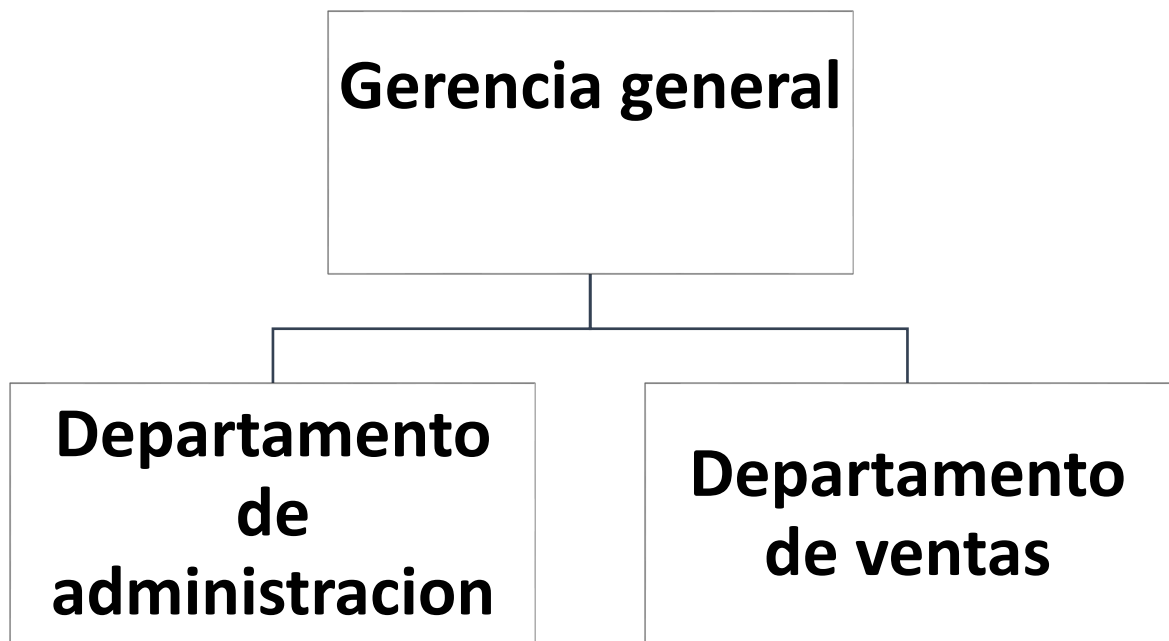 Gerencia general
Departamento
de
administracion
Departamento
de ventas